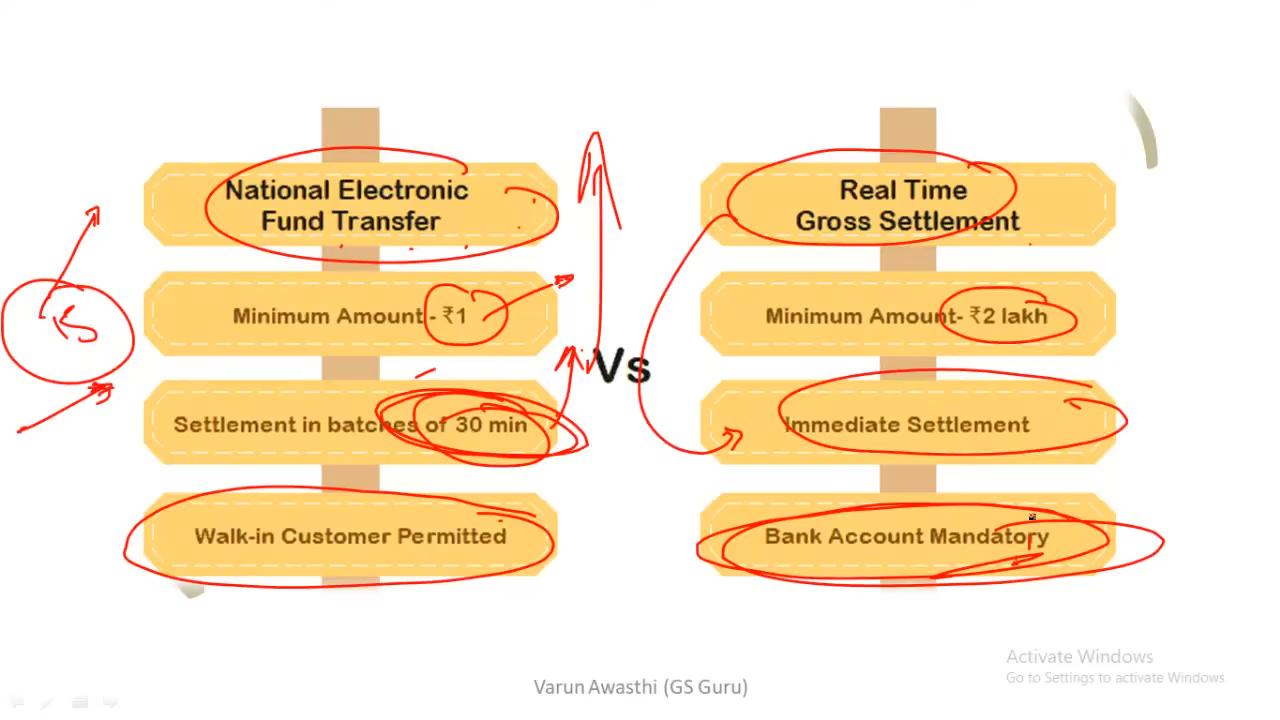 National Electronic
Fund Transfer
Minimum Amount - ₹1
Settlement in batches of 30 min
Walk-in Customer Permitted
Vs
Real Time
Gross Settlement
Minimum Amount- ₹2 lakh
Immediate Settlement
Bank Account Mandatory
Activate Windows
Go to Settings to activate Windows.
Varun Awasthi (GS Guru)